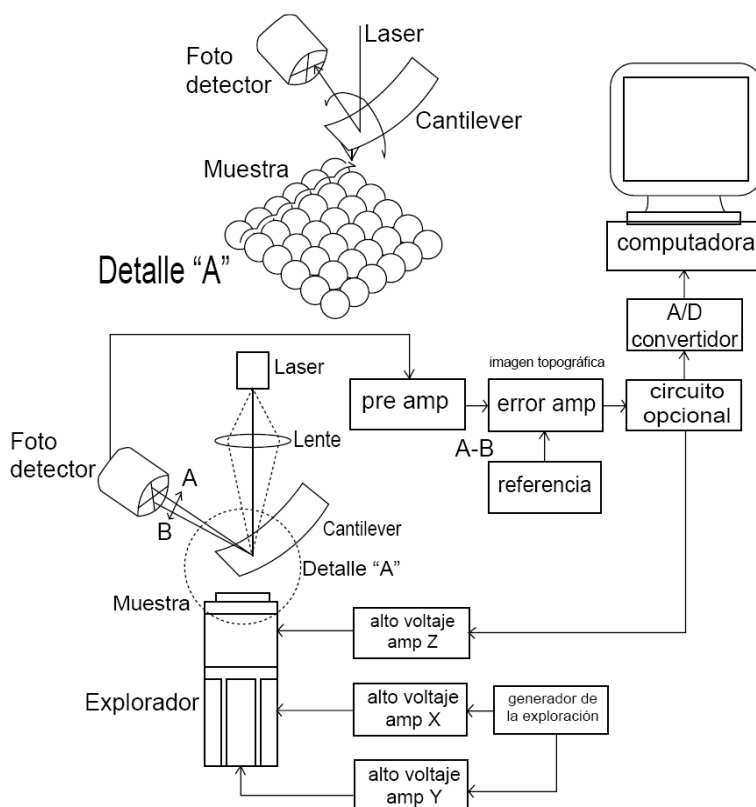 Laser
Foto
detector
Cantilever
Muestra
Detalle “A”
computadora
A/D
convertidor
imagen topográfica
Laser
pre amp
error amp
circuito
opcional
Foto
detector
Lente
A-B
A
B
referencia
Cantilever
Detalle “A”
Muestra
alto voltaje
amp Z
Explorador
alto voltaje
amp X
generador de
la exploración
alto voltaje
amp Y